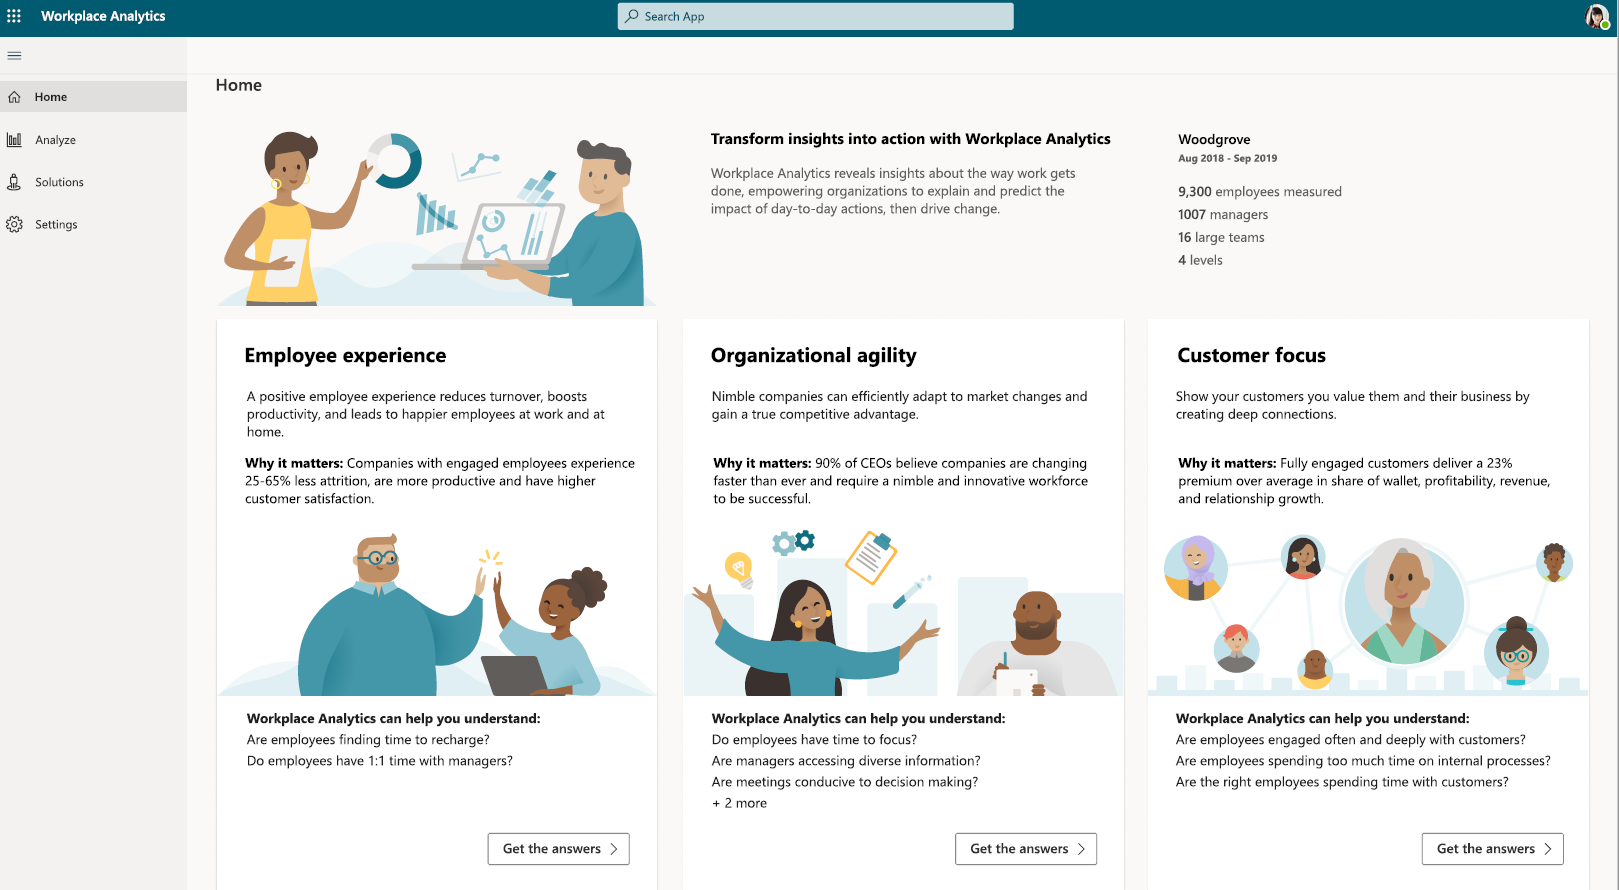 Workplace Analytics
Search App
Home
Analyze
Solutions
Settings
Home
Transform insights into action with Workplace Analytics
Workplace Analytics reveals insights about the way work gets
done, empowering organizations to explain and predict the
impact of day-to-day actions, then drive change.
Woodgrove
Aug 2018 - Sep 2019
9,300 employees measured
1007 managers
16 large teams
4 levels
Employee experience
A positive employee experience reduces turnover, boosts
productivity, and leads to happier employees at work and at
home.
Why it matters: Companies with engaged employees experience
25-65% less attrition, are more productive and have higher
customer satisfaction.
Workplace Analytics can help you understand:
Are employees finding time to recharge?
Do employees have 1:1 time with managers?
Get the answers
Organizational agility
Nimble companies can efficiently adapt to market changes and
gain a true competitive advantage.
Why it matters: 90% of CEOs believe companies are changing
faster than ever and require a nimble and innovative workforce
to be successful.
Workplace Analytics can help you understand:
Do employees have time to focus?
Are managers accessing diverse information?
Are meetings conducive to decision making?
+ 2 more
Get the answers
Customer focus
Show your customers you value them and their business by
creating deep connections.
Why it matters: Fully engaged customers deliver a 23%
premium over average in share of wallet, profitability, revenue,
and relationship growth.
Workplace Analytics can help you understand:
Are employees engaged often and deeply with customers?
Are employees spending too much time on internal processes?
Are the right employees spending time with customers?
Get the answers